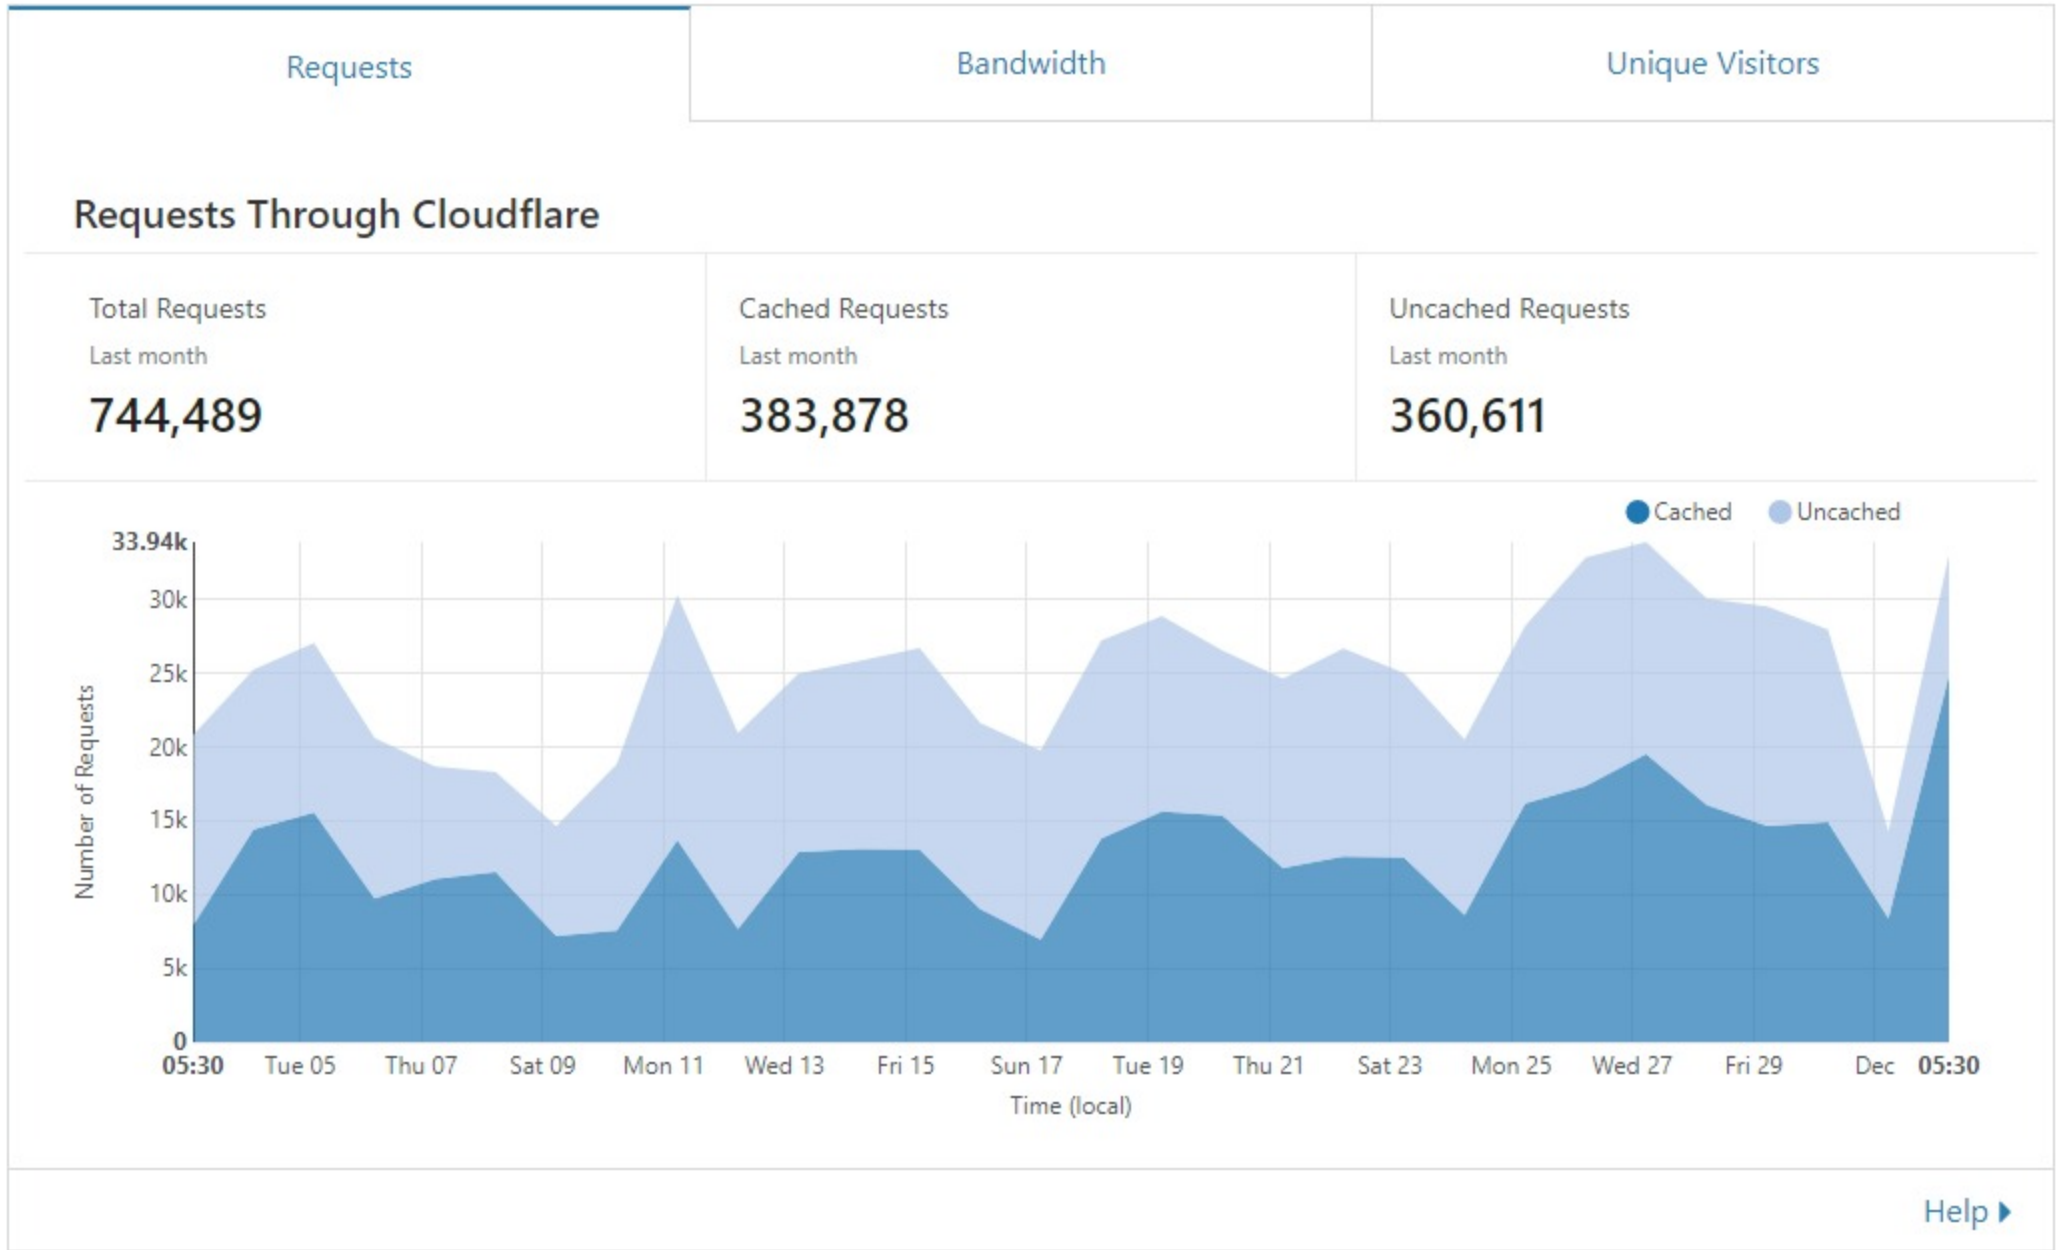 Requests
Bandwidth
Unique Visitors
Requests Through Cloudflare
Total Requests
Last month
744,489
Cached Requests
Last month
383,878
Uncached Requests
Last month
360,611
Cached
Uncached
33.94k
30k
25k
20k
15k
10k
5k
0
Number of Requests
05:30 Tue 05 Thu 07 Sat 09 Mon 11 Wed 13 Fri 15 Sun 17 Tue 19 Thu 21 Sat 23 Mon 25 Wed 27 Fri 29 Dec 05:30
Time (local)
Help